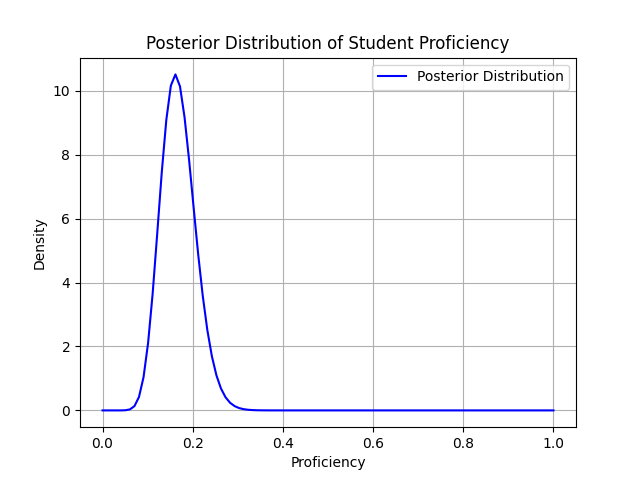 Posterior Distribution of Student Proficiency
Posterior Distribution
10
8
6
4
2
0
Density
0.0 0.2 0.4 0.6 0.8 1.0
Proficiency